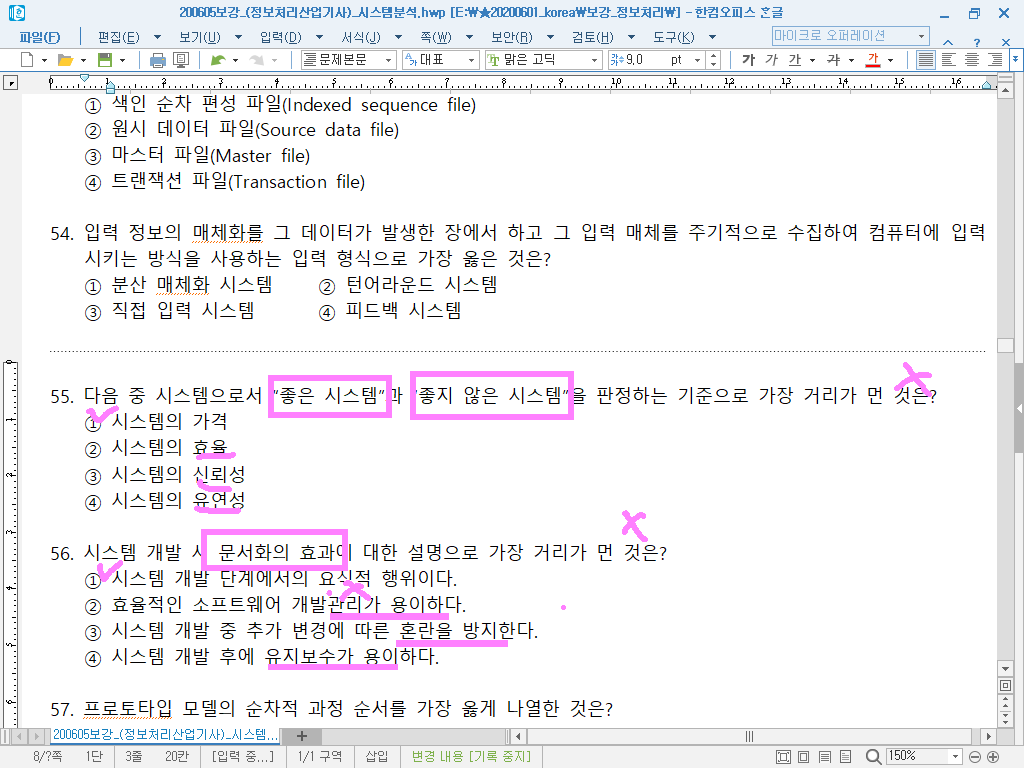 200605보강_(정보처리산업기사)_시스템분석.hwp [E:₩★20200601_korea₩보강_정보처리₩] - 한컴오피스 한글
파일(F) 편집(E) 보기(U) 입력(D) 서식(J) 쪽(W) 보안(R) 검토(H) 도구(K) 마이크로 오퍼레이션
문제본문 대표 맑은 고딕 9,0 pt 가 가 가 가 가
① 색인 순차 편성 파일(Indexed sequence file)
② 원시 데이터 파일(Source data file)
③ 마스터 파일(Master file)
④ 트랜잭션 파일(Transaction file)
54. 입력 정보의 매체화를 그 데이터가 발생한 장에서 하고 그 입력 매체를 주기적으로 수집하여 컴퓨터에 입력
시키는 방식을 사용하는 입력 형식으로 가장 옳은 것은?
① 분산 매체화 시스템 ② 턴어라운드 시스템
③ 직접 입력 시스템 ④ 피드백 시스템
55. 다음 중 시스템으로서 "좋은 시스템"과 "좋지 않은 시스템"을 판정하는 기준으로 가장 거리가 먼 것은?
① 시스템의 가격
② 시스템의 효율
③ 시스템의 신뢰성
④ 시스템의 유연성
56. 시스템 개발 시 문서화의 효과에 대한 설명으로 가장 거리가 먼 것은?
① 시스템 개발 단계에서의 요식적 행위이다.
② 효율적인 소프트웨어 개발관리가 용이하다.
③ 시스템 개발 중 추가 변경에 따른 혼란을 방지한다.
④ 시스템 개발 후에 유지보수가 용이하다.
57. 프로토타입 모델의 순차적 과정 순서를 가장 옳게 나열한 것은?
200605보강_(정보처리산업기사)_시스템...
8/?쪽 1단 3줄 20칸 [입력 중...] 1/1 구역 삽입 변경 내용 [기록 중지] 150%